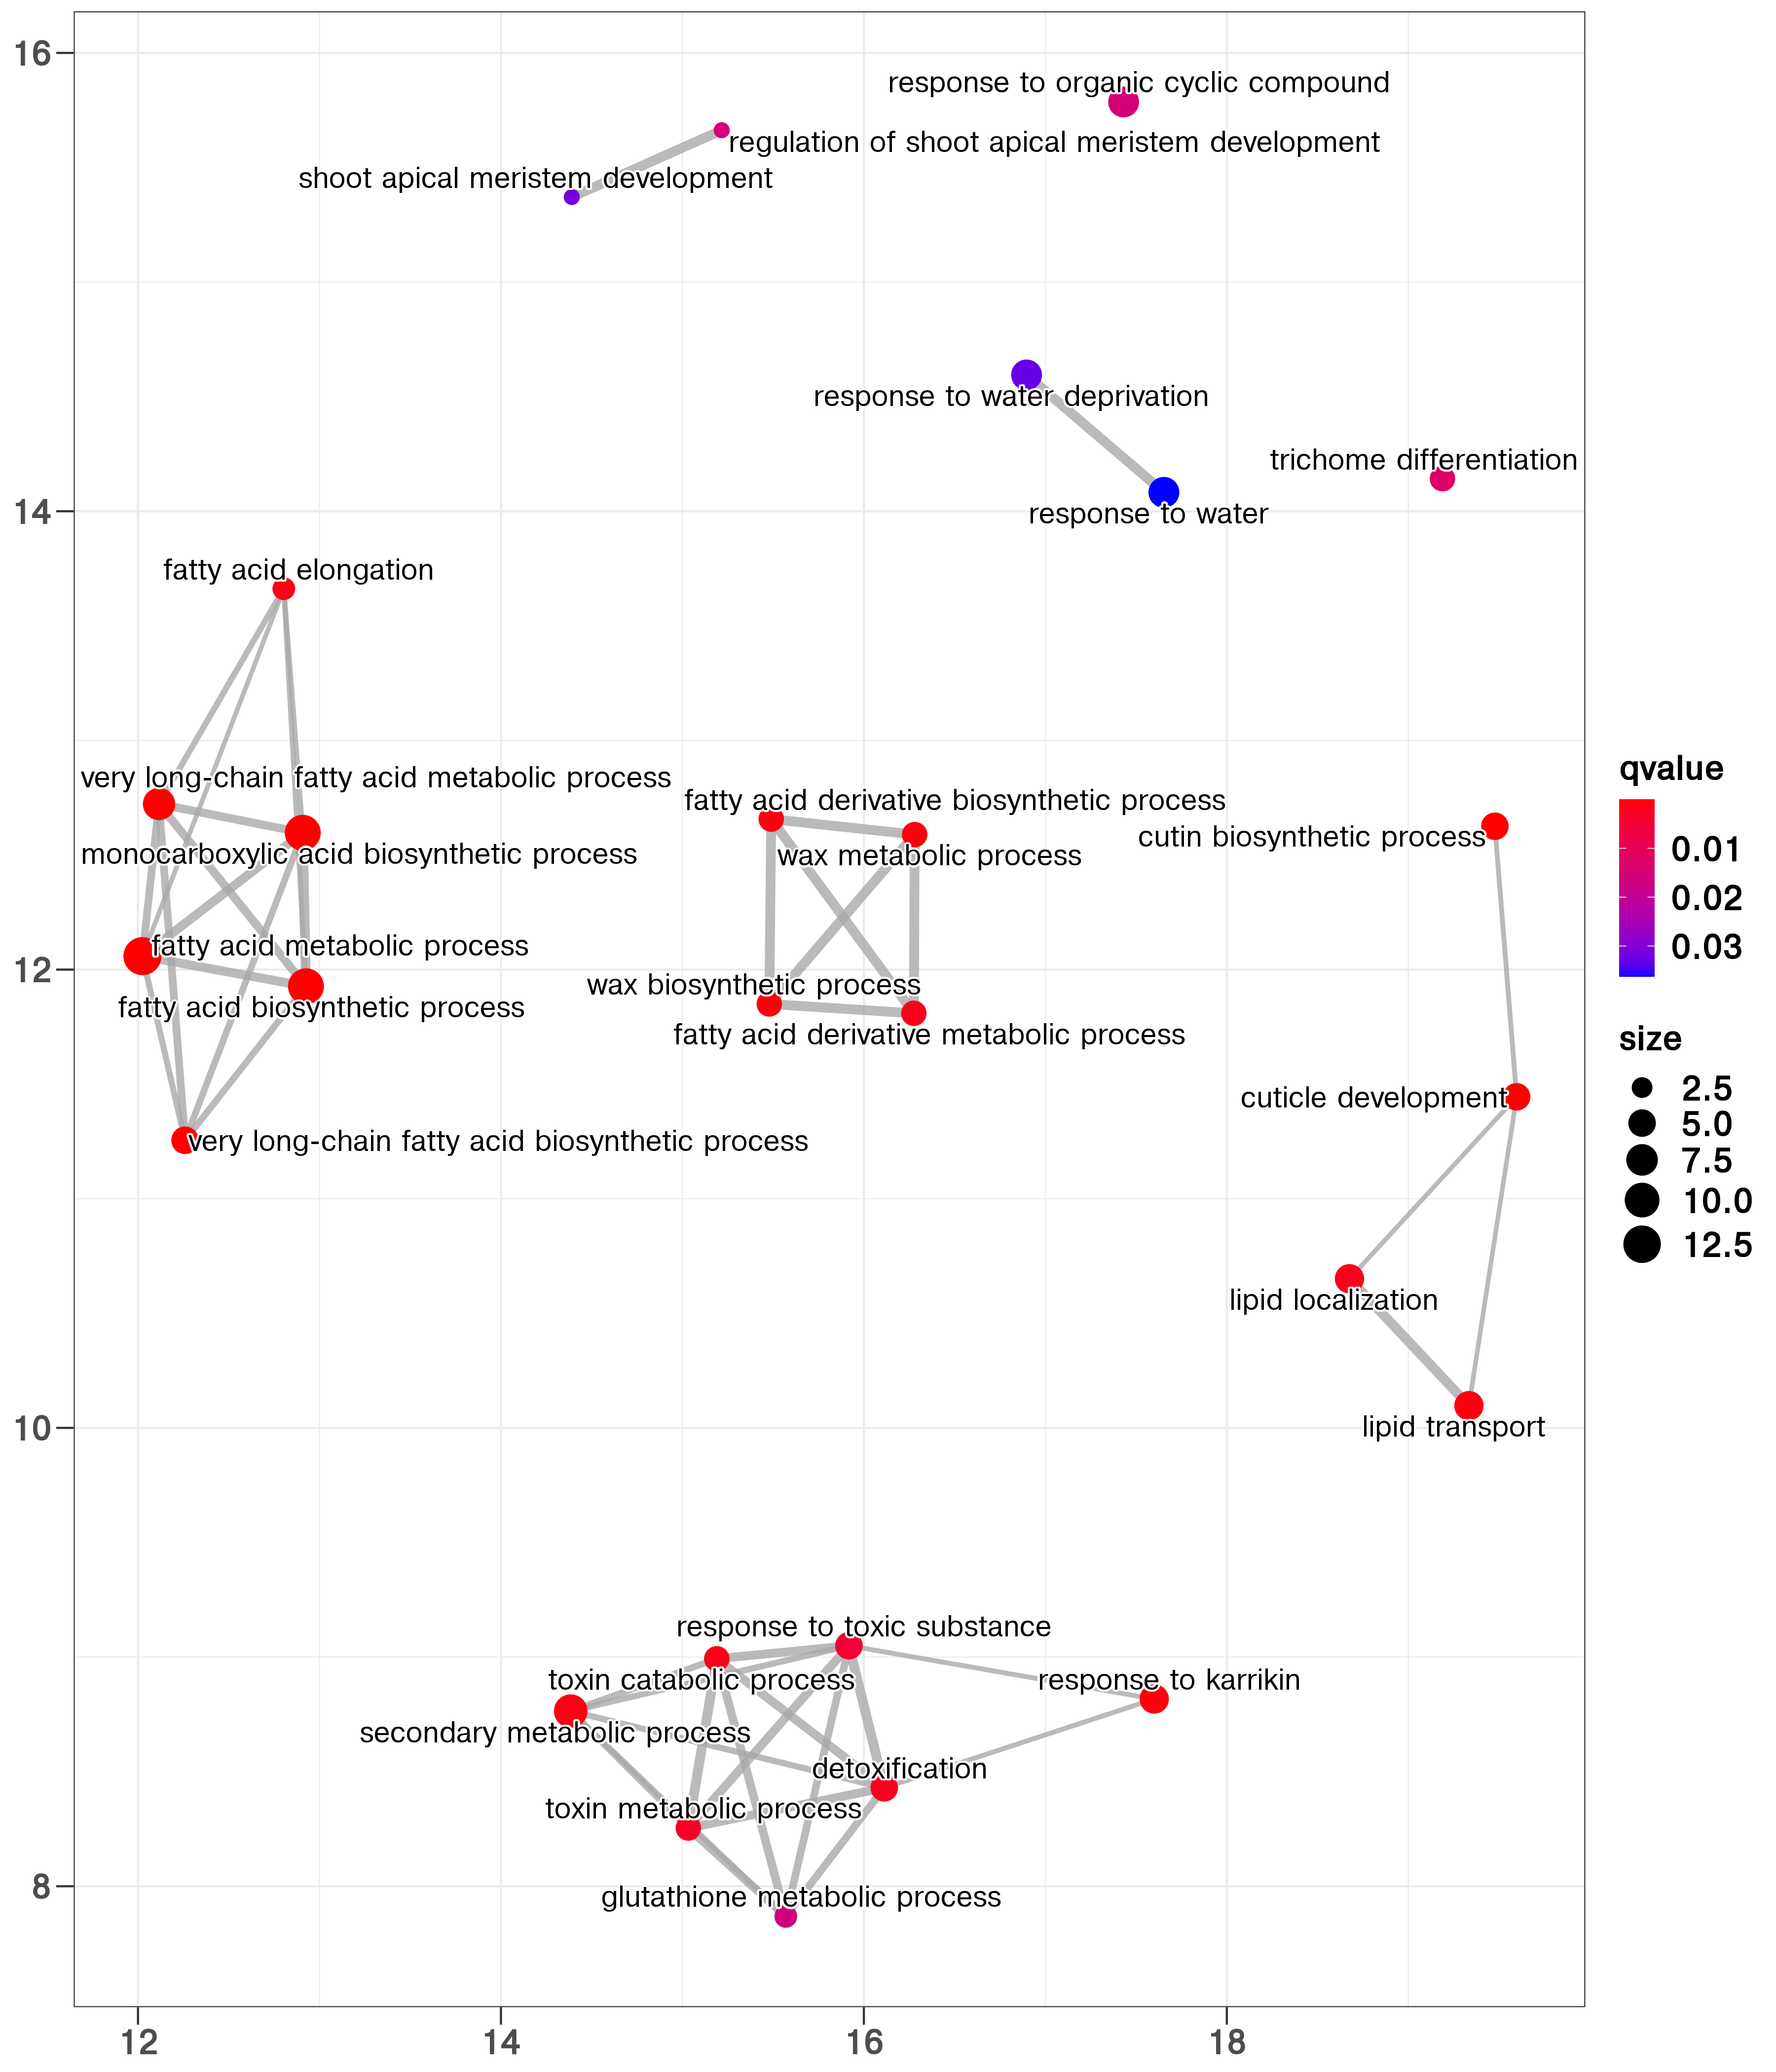 16
response to organic cyclic compound
regulation of shoot apical meristem development
shoot apical meristem development
response to water deprivation
trichome differentiation
14
response to water
fatty acid elongation
very long-chain fatty acid metabolic process
fatty acid derivative biosynthetic process
cutin biosynthetic process
monocarboxylic acid biosynthetic process
wax metabolic process
fatty acid metabolic process
12
wax biosynthetic process
fatty acid biosynthetic process
fatty acid derivative metabolic process
cuticle development
very long-chain fatty acid biosynthetic process
lipid localization
10
lipid transport
response to toxic substance
toxin catabolic process
response to karrikin
secondary metabolic process
detoxification
toxin metabolic process
8
glutathione metabolic process
12
14
16
18
qvalue
0.01
0.02
0.03
size
2.5
5.0
7.5
10.0
12.5